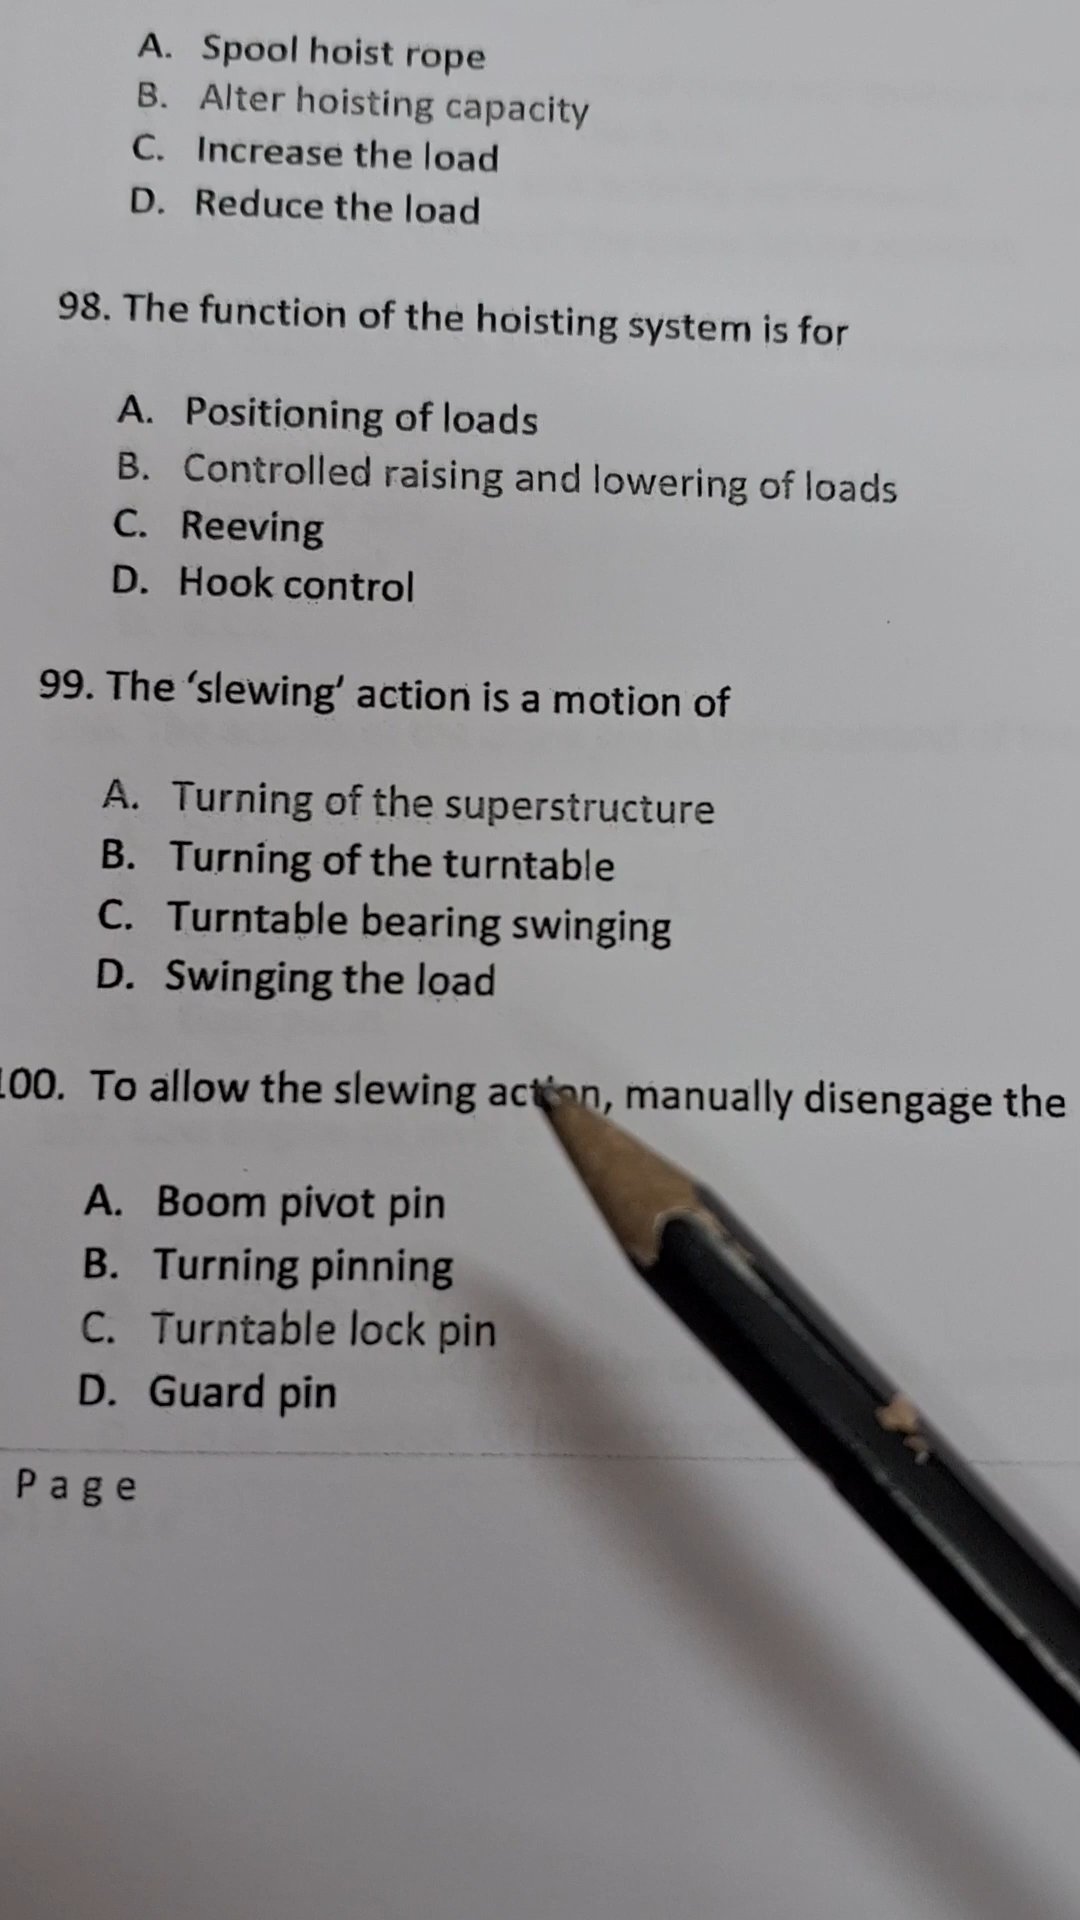 A. Spool hoist rope
B. Alter hoisting capacity
C. Increase the load
D. Reduce the load
98. The function of the hoisting system is for
A. Positioning of loads
B. Controlled raising and lowering of loads
C. Reeving
D. Hook control
99. The ‘slewing’ action is a motion of
A. Turning of the superstructure
B. Turning of the turntable
C. Turntable bearing swinging
D. Swinging the load
100. To allow the slewing action, manually disengage the
A. Boom pivot pin
B. Turning pinning
C. Turntable lock pin
D. Guard pin
Page